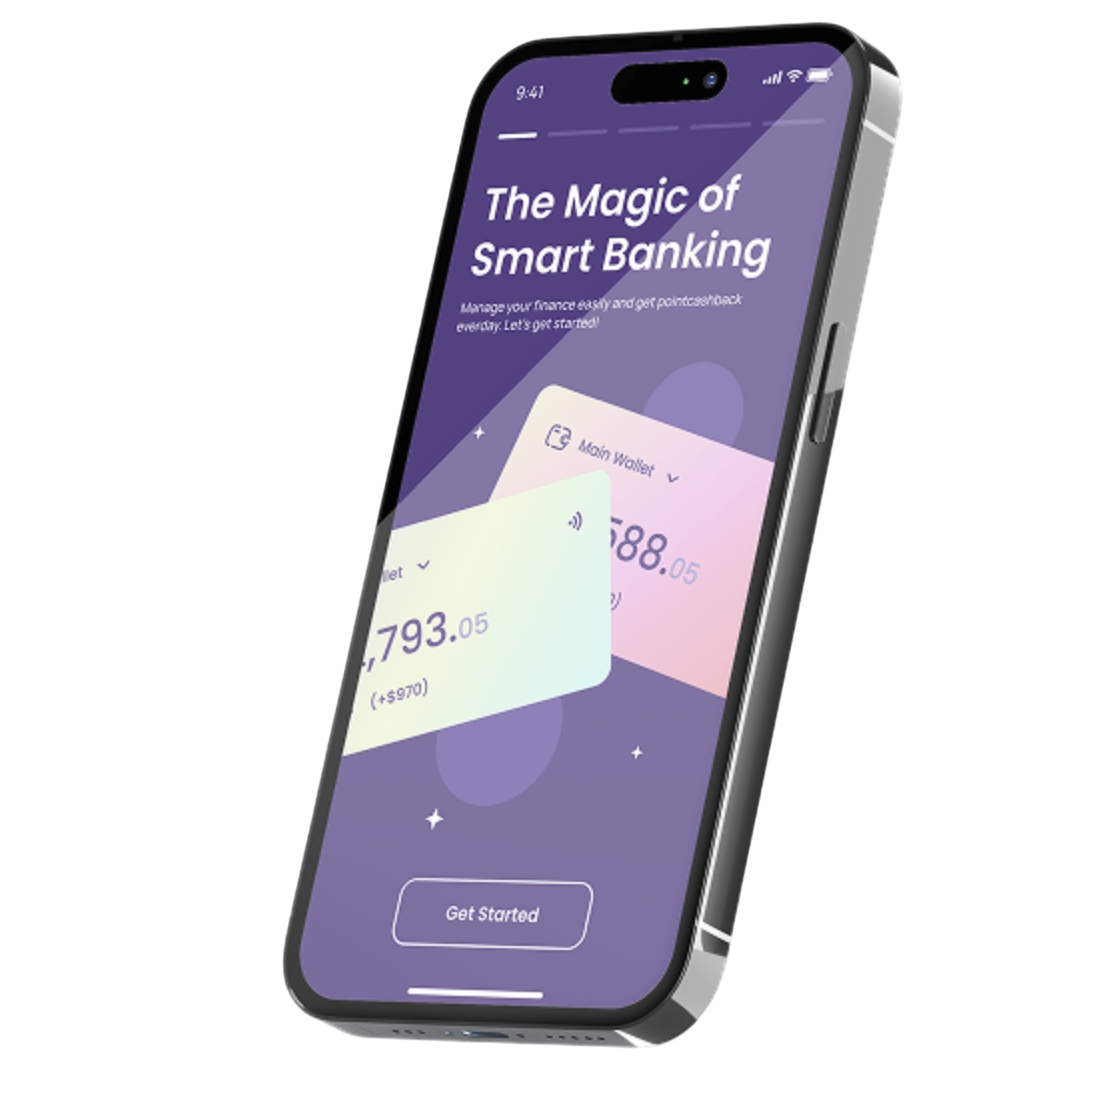 9:41
The Magic of
Smart Banking
Manage your finance easily and get pointcashback
everday. Let's get started!
Main Wallet
588.05
llet
,793.05
(+$970)
Get Started